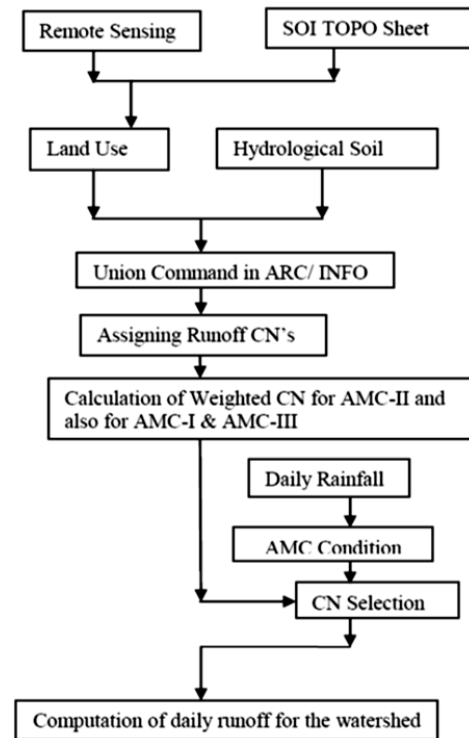 Remote Sensing
SOI TOPO Sheet
Land Use
Hydrological Soil
Union Command in ARC/ INFO
Assigning Runoff CN's
Calculation of Weighted CN for AMC-II and
also for AMC-I & AMC-III
Daily Rainfall
AMC Condition
CN Selection
Computation of daily runoff for the watershed